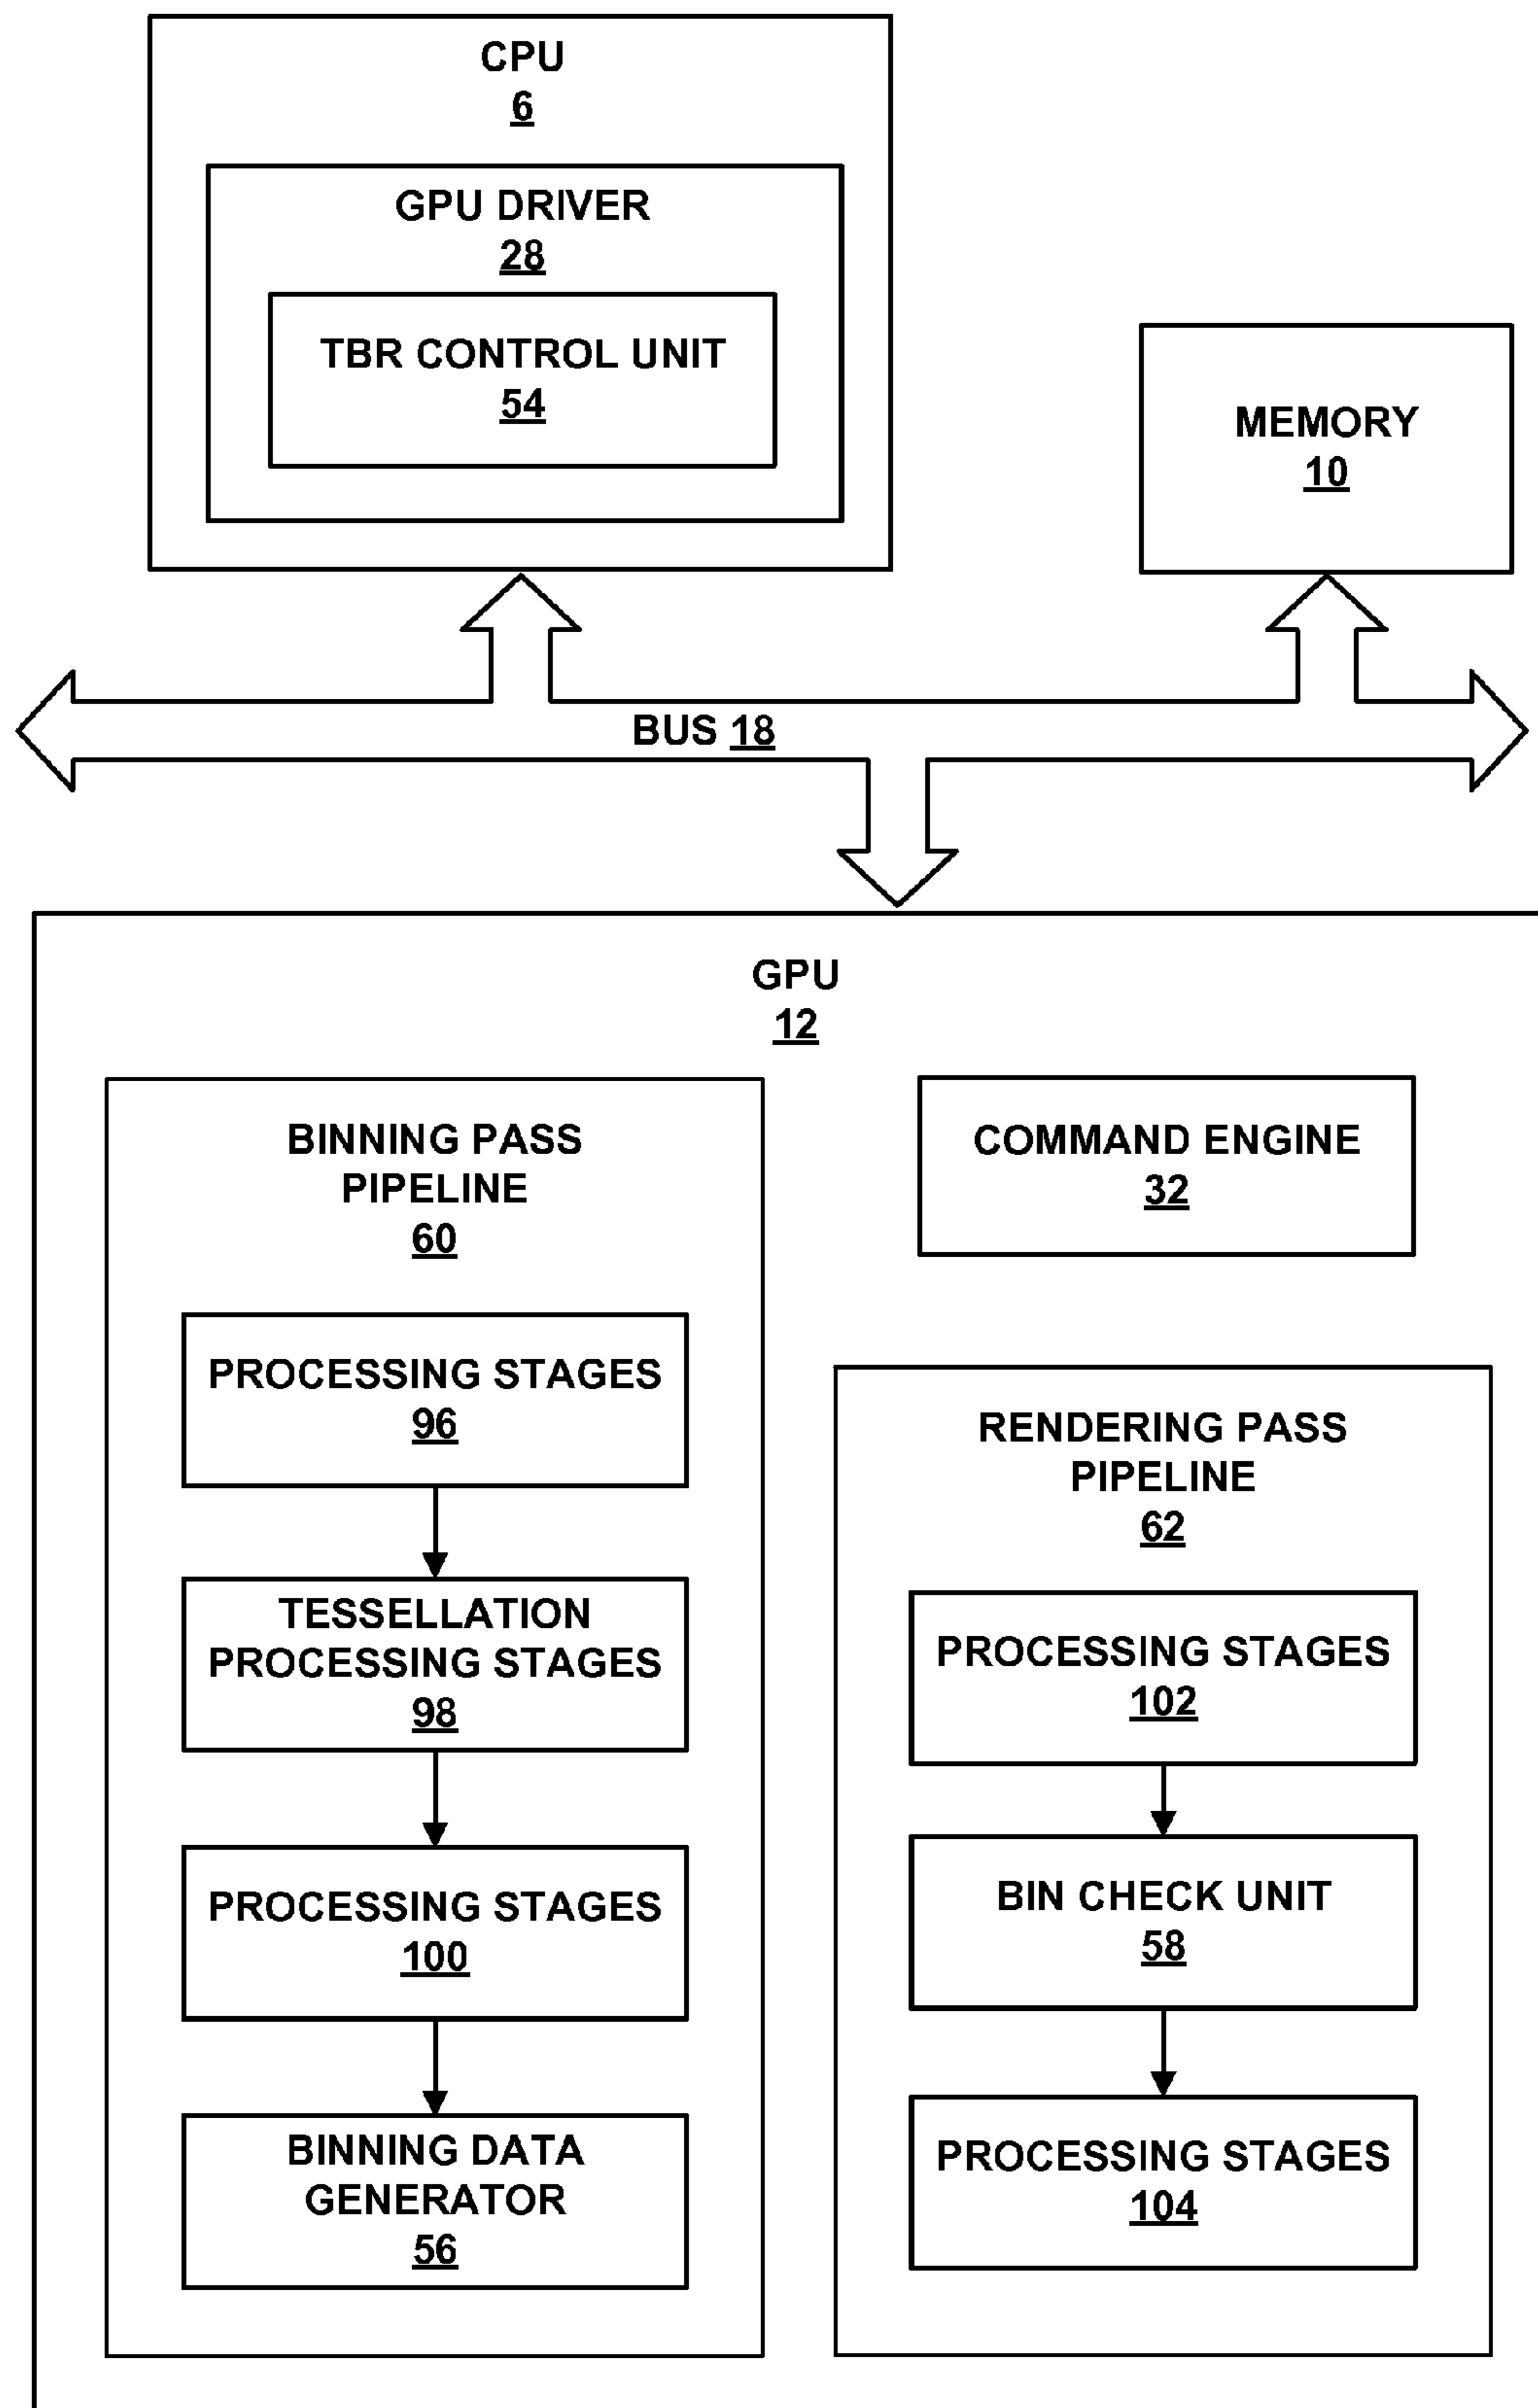 CPU
6
GPU DRIVER
28
TBR CONTROL UNIT
54
MEMORY
10
BUS 18
GPU
12
BINNING PASS
PIPELINE
60
PROCESSING STAGES
96
TESSELLATION
PROCESSING STAGES
98
PROCESSING STAGES
100
BINNING DATA
GENERATOR
56
COMMAND ENGINE
32
RENDERING PASS
PIPELINE
62
PROCESSING STAGES
102
BIN CHECK UNIT
58
PROCESSING STAGES
104